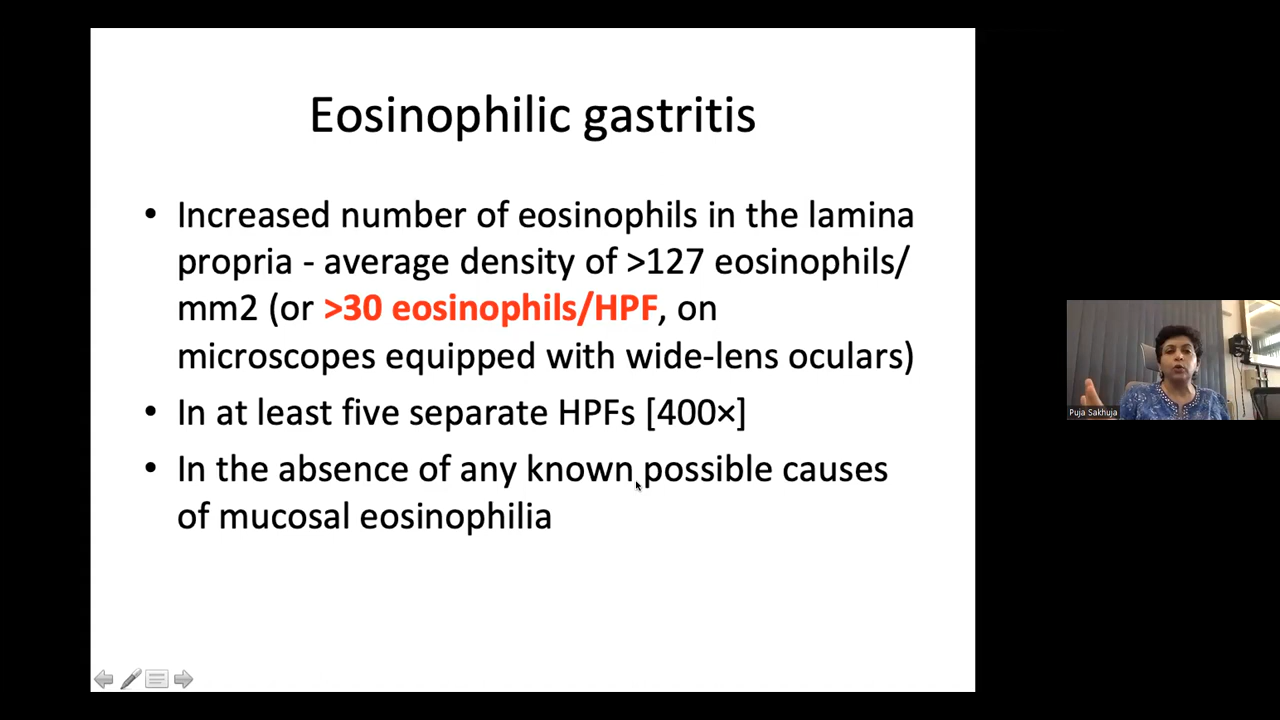 Eosinophilic gastritis
• Increased number of eosinophils in the lamina
propria - average density of >127 eosinophils/
mm2 (or >30 eosinophils/HPF, on
microscopes equipped with wide-lens oculars)
• In at least five separate HPFs [400×]
• In the absence of any known possible causes
of mucosal eosinophilia
Puja Sakhuja